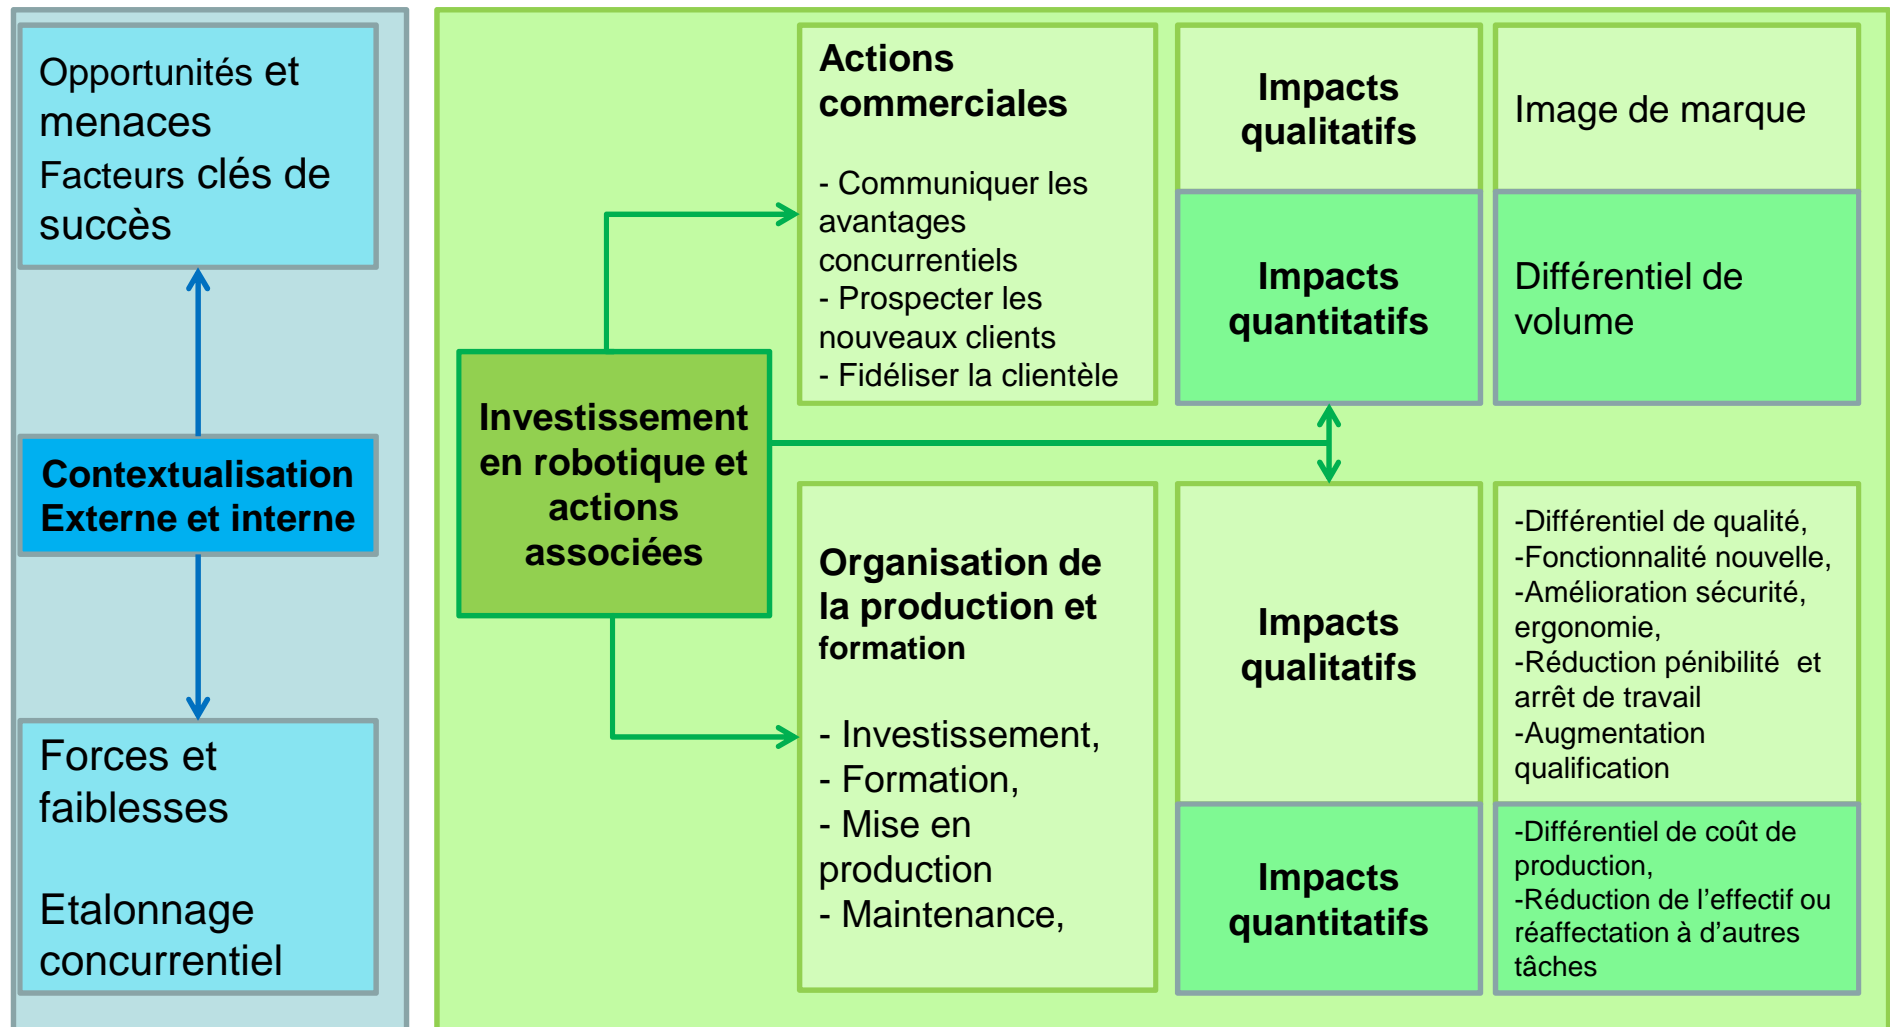 Opportunités et
menaces
Facteurs clés de
succès
Contextualisation
Externe et interne
Forces et
faiblesses
Etalonnage
concurrentiel
Investissement
en robotique et
actions
associées
Actions
commerciales
- Communiquer les
avantages
concurrentiels
- Prospecter les
nouveaux clients
- Fidéliser la clientèle
Impacts
qualitatifs
Image de marque
Impacts
quantitatifs
Différentiel de
volume
Organisation de
la production et
formation
- Investissement,
- Formation,
- Mise en
production
- Maintenance,
Impacts
qualitatifs
-Différentiel de qualité,
-Fonctionnalité nouvelle,
-Amélioration sécurité,
ergonomie,
-Réduction pénibilité  et
arrêt de travail
-Augmentation
qualification
Impacts
quantitatifs
-Différentiel de coût de
production,
-Réduction de l’effectif ou
réaffectation à d’autres
tâches